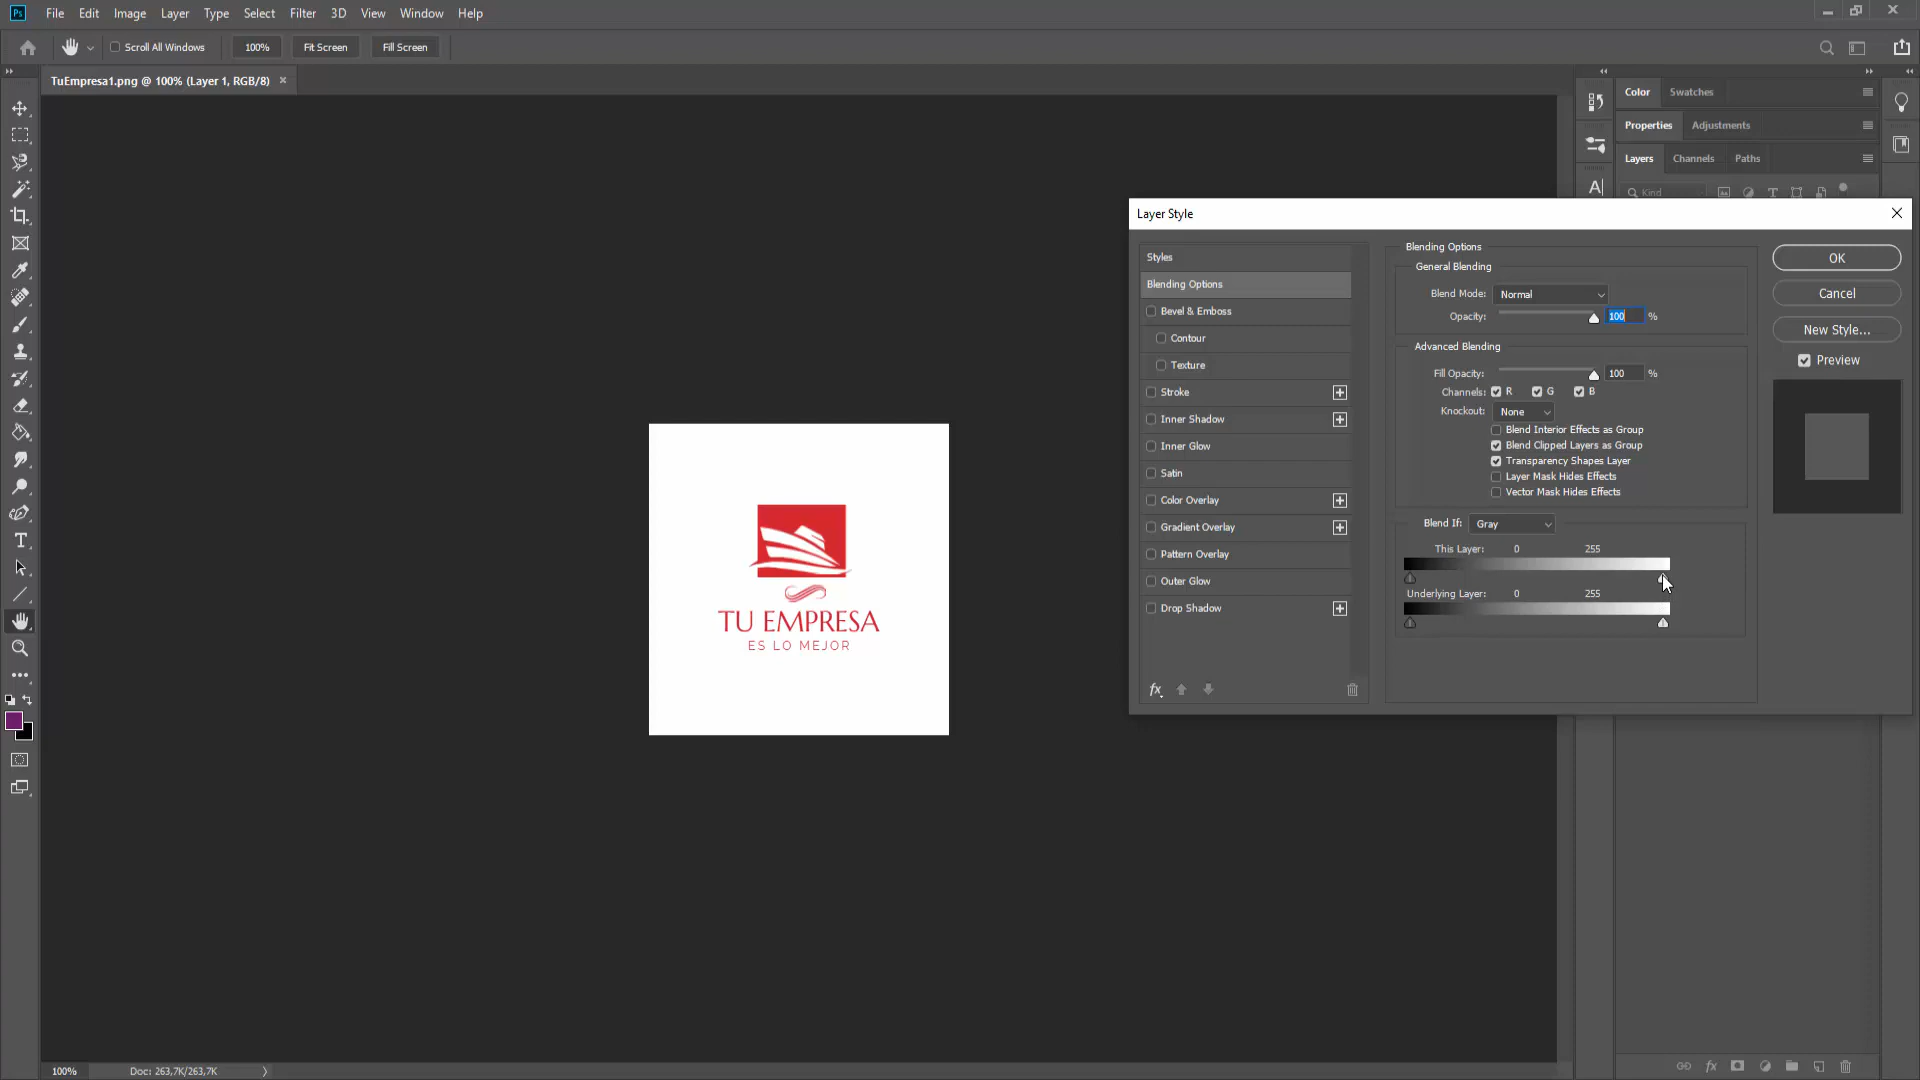 Ps File Edit Image Layer Type Select Filter 3D View Window Help
Scroll All Windows 100% Fit Screen Fill Screen
TuEmpresa1.png @ 100% (Layer 1, RGB/8) ×
Color Swatches
Properties Adjustments
Layers Channels Paths
Kind
Layer Style
Styles
Blending Options
Bevel & Emboss
Contour
Texture
Stroke
Inner Shadow
Inner Glow
Satin
Color Overlay
Gradient Overlay
Pattern Overlay
Outer Glow
Drop Shadow
fx
Blending Options
General Blending
Blend Mode: Normal
Opacity: 100 %
Advanced Blending
Fill Opacity: 100 %
Channels: R G B
Knockout: None
Blend Interior Effects as Group
Blend Clipped Layers as Group
Transparency Shapes Layer
Layer Mask Hides Effects
Vector Mask Hides Effects
Blend If: Gray
This Layer: 0 255
Underlying Layer: 0 255
OK
Cancel
New Style...
Preview
TU EMPRESA
ES LO MEJOR
100% Doc: 263,7K/263,7K
fx